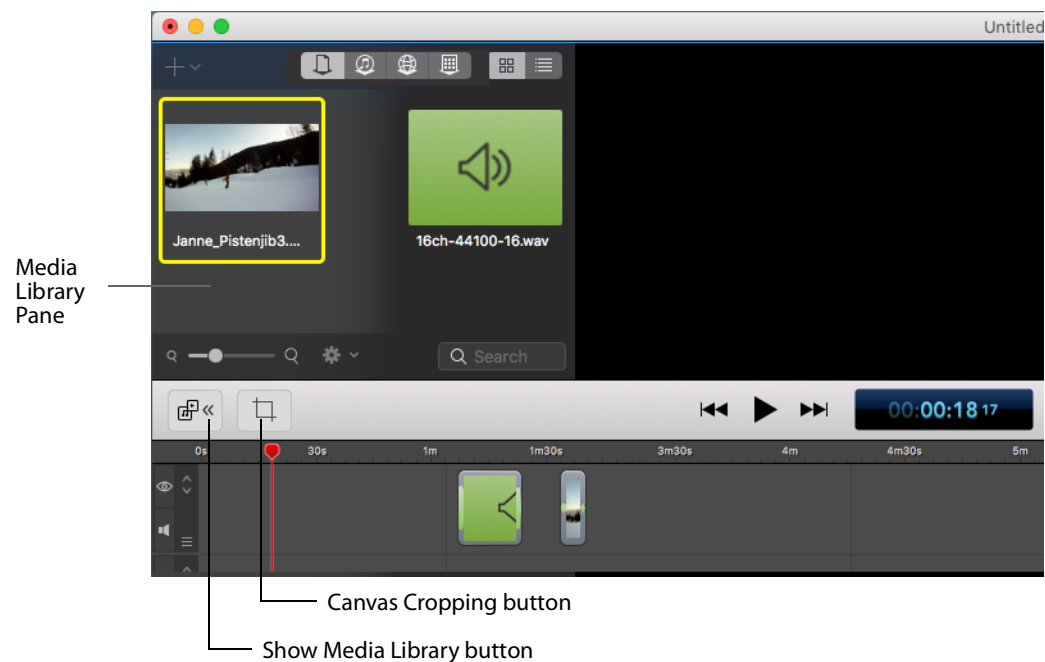 Untitled
Janne_Pistenjib3....
16ch-44100-16.wav
Media
Library
Pane
Search
00:00:18 17
0s 30s 1m 1m30s 3m30s 4m 4m30s 5m
Canvas Cropping button
Show Media Library button